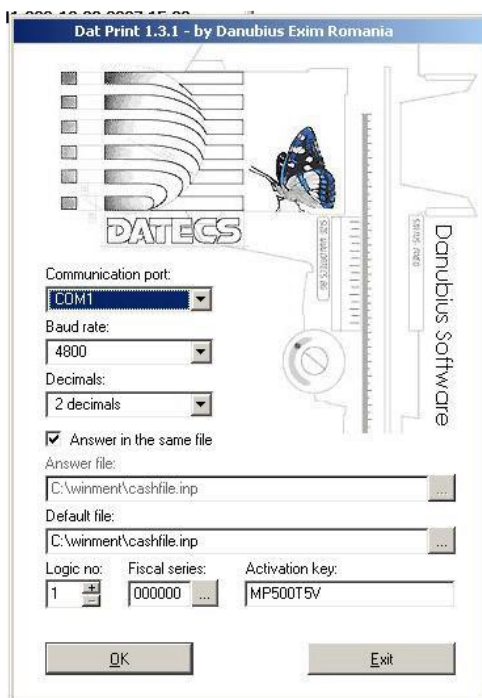 Dat Print 1.3.1 - by Danubius Exim Romania
DATECS
Danubius Software
Communication port:
COM1
Baud rate:
4800
Decimals:
2 decimals
Answer in the same file
Answer file:
C:\winment\cashfile.inp
...
Default file:
C:\winment\cashfile.inp
...
Logic no: Fiscal series: Activation key:
1 000000 ... MP500T5V
OK Exit